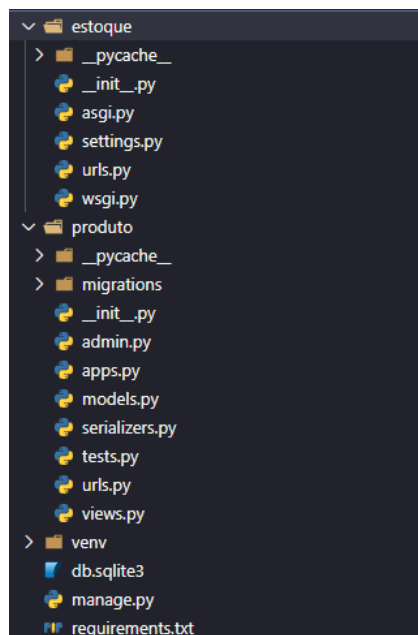 estoque
__pycache__
__init__.py
asgi.py
settings.py
urls.py
wsgi.py
produto
__pycache__
migrations
__init__.py
admin.py
apps.py
models.py
serializers.py
tests.py
urls.py
views.py
venv
db.sqlite3
manage.py
requirements.txt